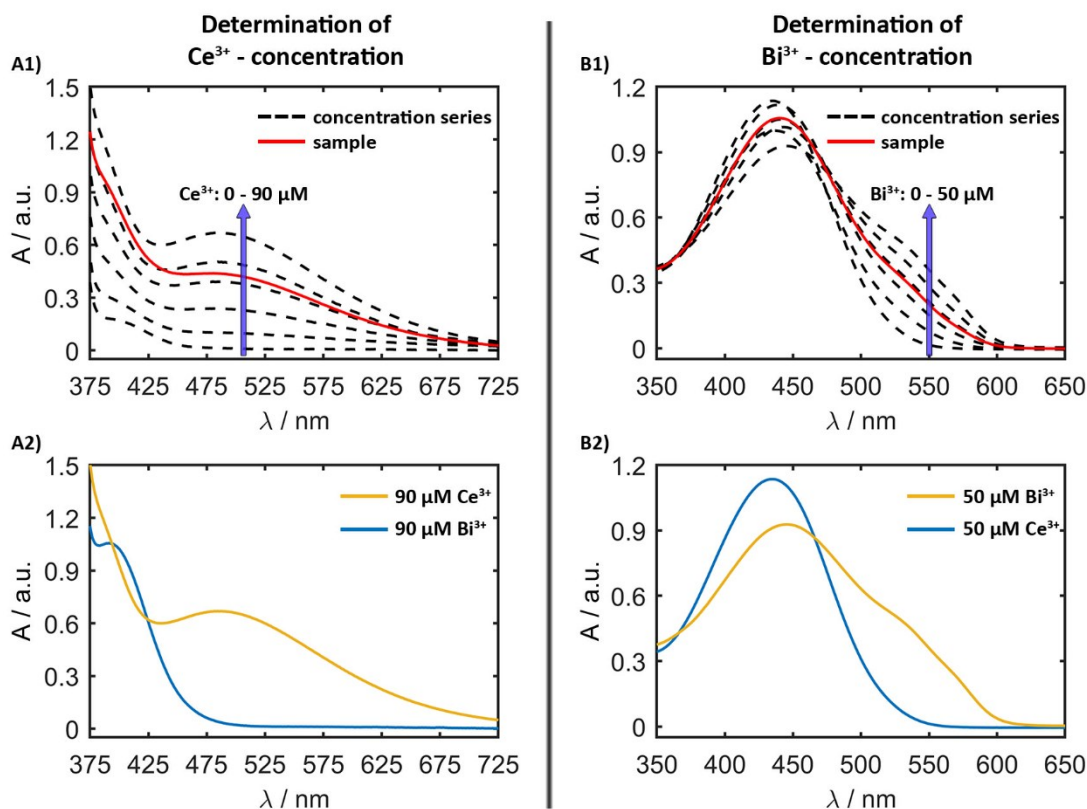 Determination of
Ce³⁺ - concentration
A1)
1.5
1.2
0.9
0.6
0.3
0
A / a.u.
concentration series
sample
Ce³⁺: 0 - 90 µM
375 425 475 525 575 625 675 725
λ / nm
A2)
1.5
1.2
0.9
0.6
0.3
0
A / a.u.
90 µM Ce³⁺
90 µM Bi³⁺
375 425 475 525 575 625 675 725
λ / nm
Determination of
Bi³⁺ - concentration
B1)
1.2
0.9
0.6
0.3
0
A / a.u.
concentration series
sample
Bi³⁺: 0 - 50 µM
350 400 450 500 550 600 650
λ / nm
B2)
1.2
0.9
0.6
0.3
0
A / a.u.
50 µM Bi³⁺
50 µM Ce³⁺
350 400 450 500 550 600 650
λ / nm